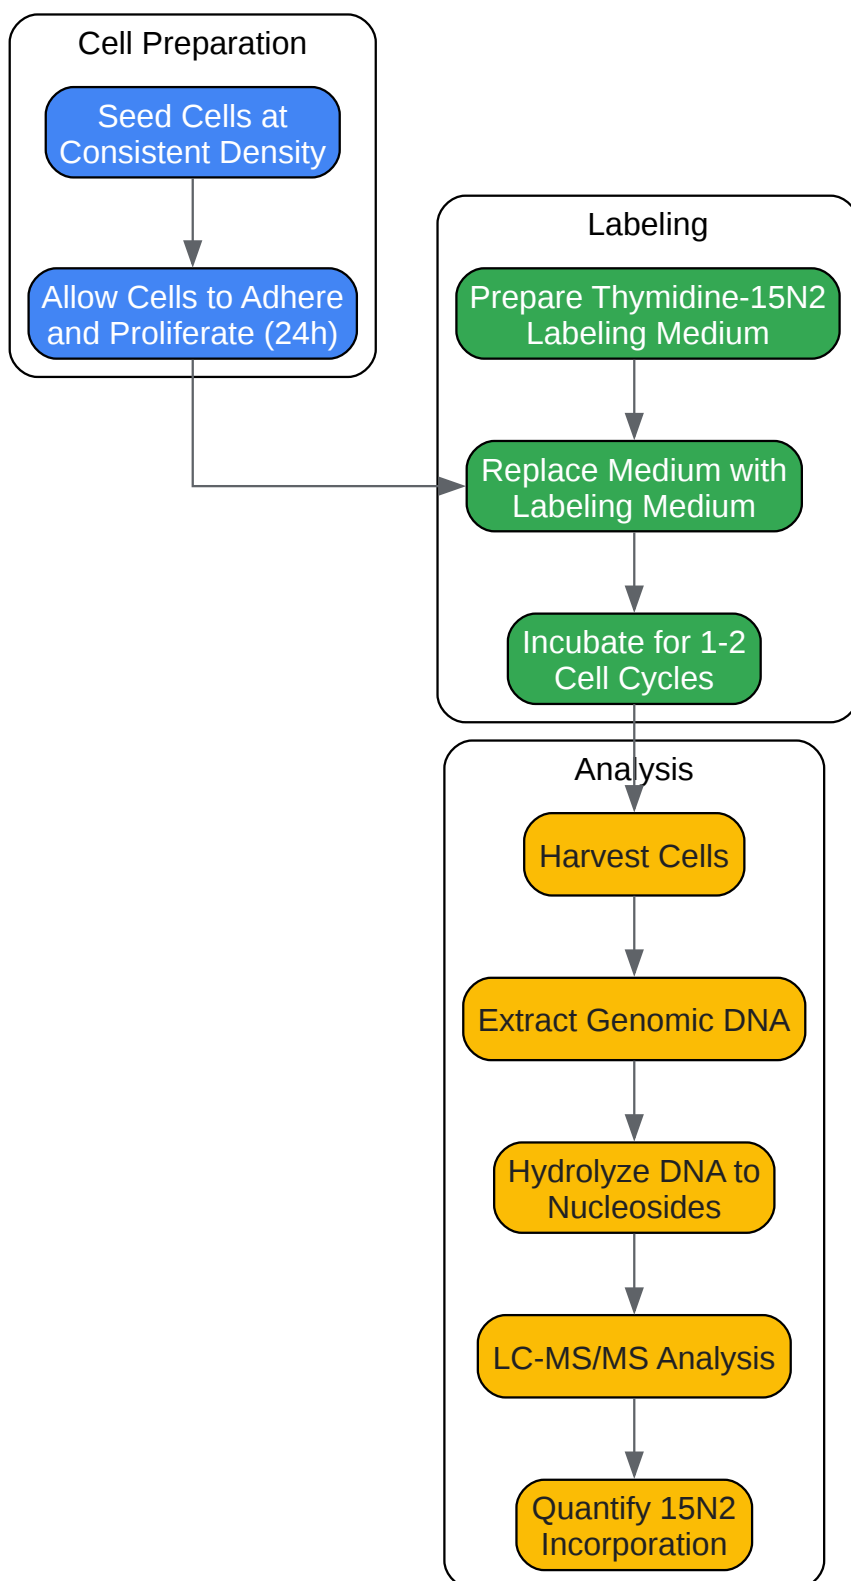 Cell Preparation
Seed Cells at
Consistent Density
Allow Cells to Adhere
and Proliferate (24h)
Labeling
Prepare Thymidine-15N2
Labeling Medium
Replace Medium with
Labeling Medium
Incubate for 1-2
Cell Cycles
Analysis
Harvest Cells
Extract Genomic DNA
Hydrolyze DNA to
Nucleosides
LC-MS/MS Analysis
Quantify 15N2
Incorporation